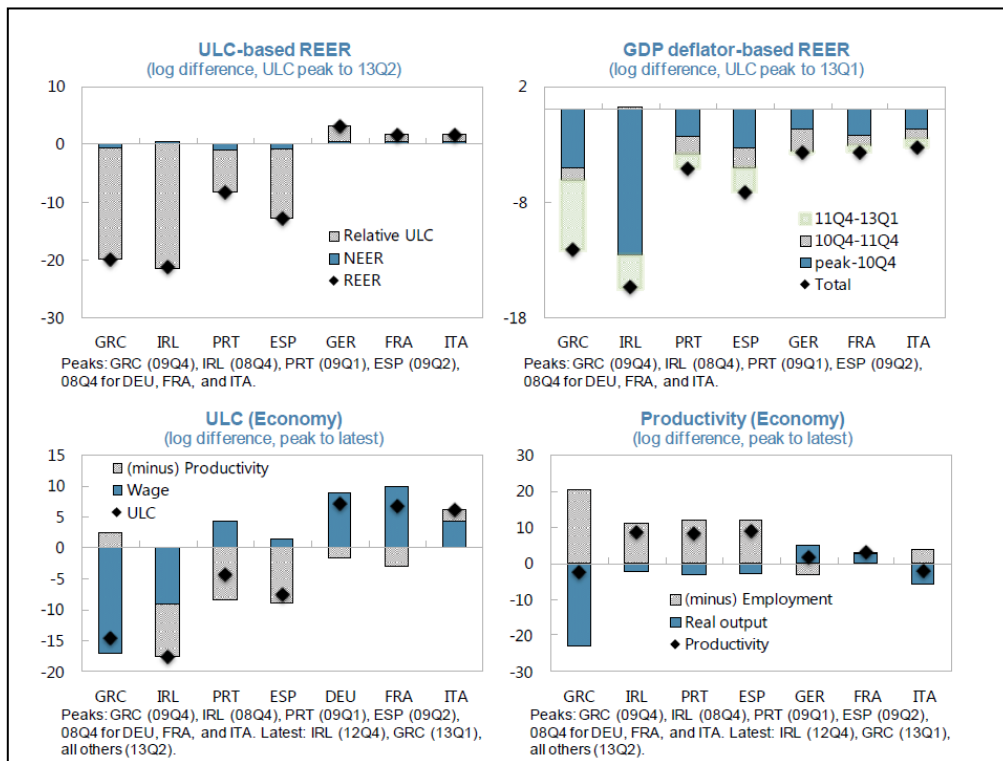 ULC-based REER
(log difference, ULC peak to 13Q2)
10
0
-10
-20
-30
Relative ULC
NEER
REER
GRC IRL PRT ESP GER FRA ITA
Peaks: GRC (09Q4), IRL (08Q4), PRT (09Q1), ESP (09Q2),
08Q4 for DEU, FRA, and ITA.
GDP deflator-based REER
(log difference, ULC peak to 13Q1)
2
-8
-18
11Q4-13Q1
10Q4-11Q4
peak-10Q4
Total
GRC IRL PRT ESP GER FRA ITA
Peaks: GRC (09Q4), IRL (08Q4), PRT (09Q1), ESP (09Q2),
08Q4 for DEU, FRA, and ITA.
ULC (Economy)
(log difference, peak to latest)
15
10
5
0
-5
-10
-15
-20
(minus) Productivity
Wage
ULC
GRC IRL PRT ESP DEU FRA ITA
Peaks: GRC (09Q4), IRL (08Q4), PRT (09Q1), ESP (09Q2),
08Q4 for DEU, FRA, and ITA. Latest: IRL (12Q4), GRC (13Q1),
all others (13Q2).
Productivity (Economy)
(log difference, peak to latest)
30
20
10
0
-10
-20
-30
(minus) Employment
Real output
Productivity
GRC IRL PRT ESP GER FRA ITA
Peaks: GRC (09Q4), IRL (08Q4), PRT (09Q1), ESP (09Q2),
08Q4 for DEU, FRA, and ITA. Latest: IRL (12Q4), GRC (13Q1),
all others (13Q2).